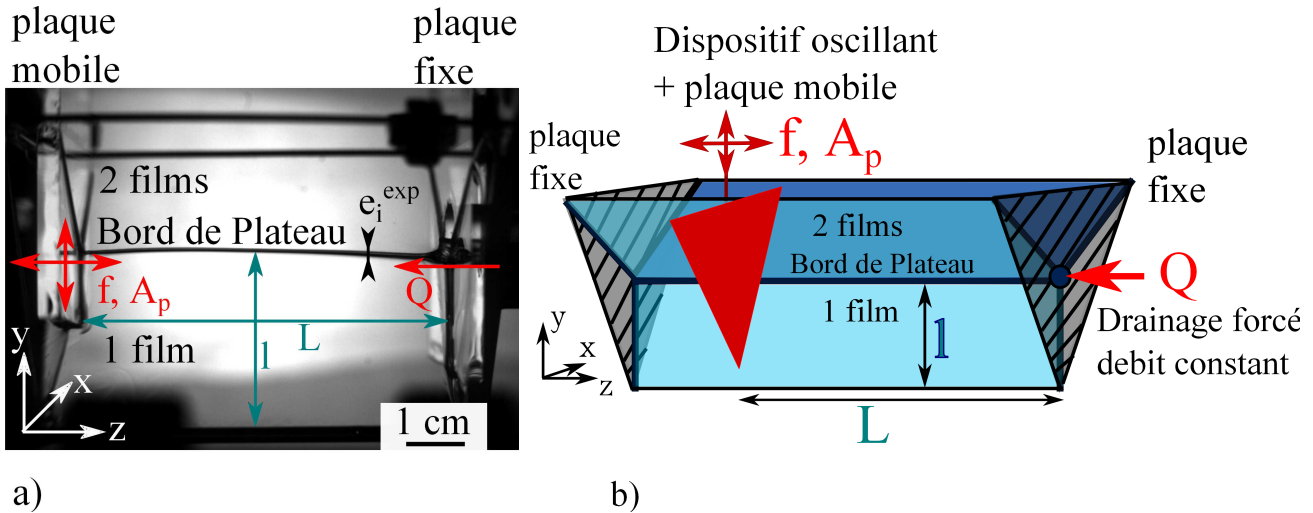 plaque
mobile
plaque
fixe
2 films
e_i^exp
Bord de Plateau
f, A_p
Q
L
1 film
l
y
x
z
1 cm
a)
Dispositif oscillant
+ plaque mobile
plaque
fixe
f, A_p
plaque
fixe
2 films
Bord de Plateau
Q
1 film
l
Drainage forcé
debit constant
y
x
z
L
b)